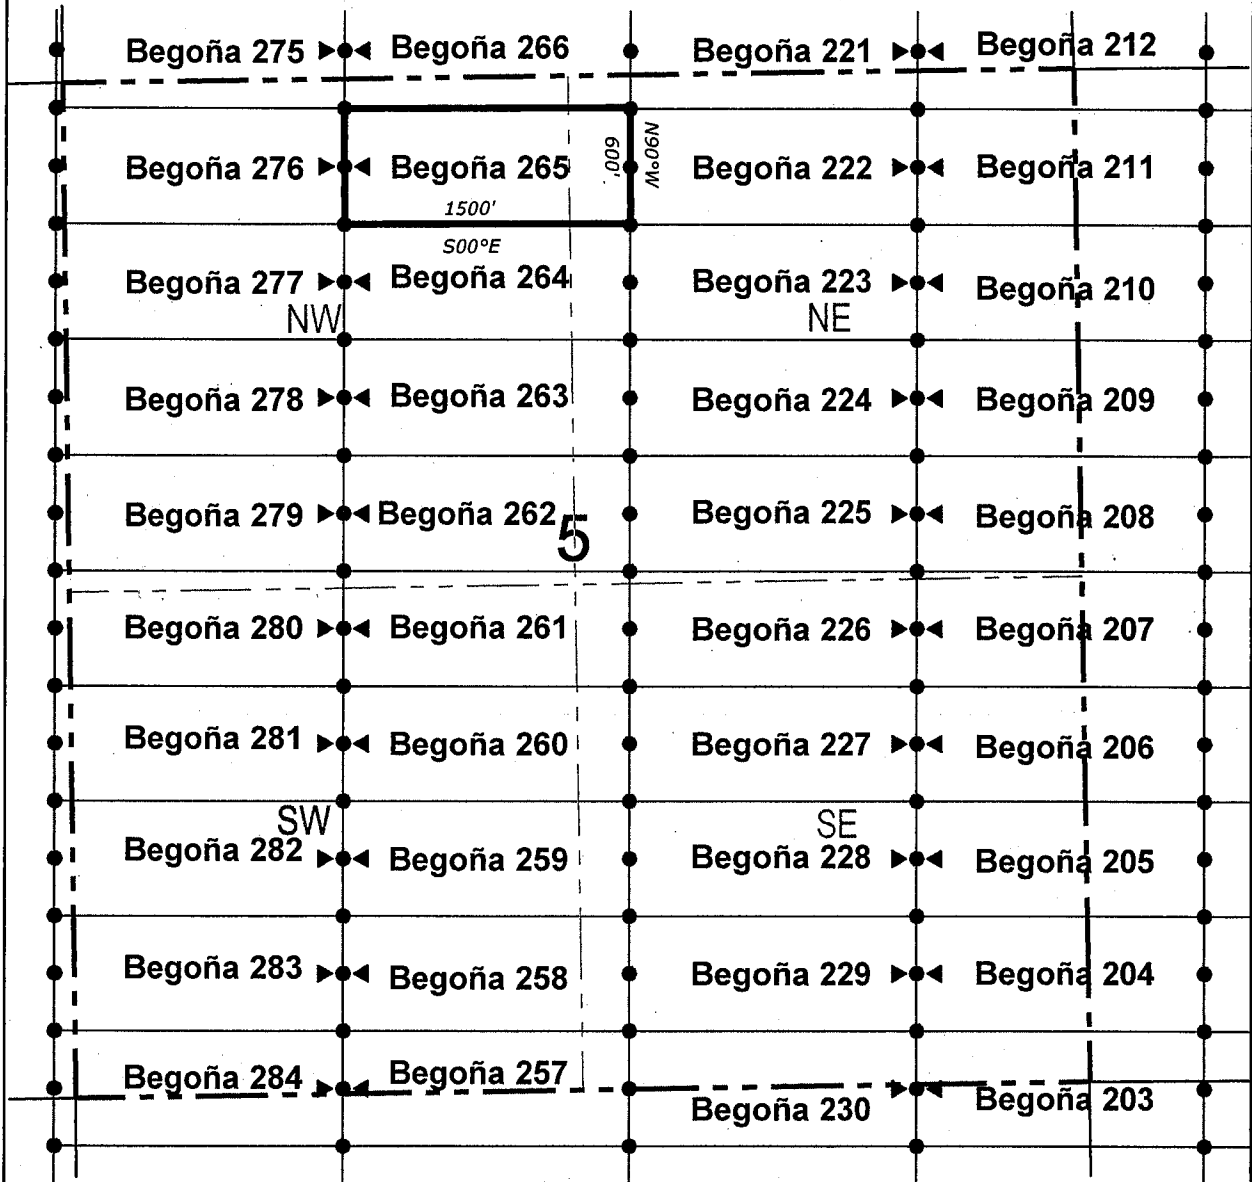 Begoña 275 Begoña 266 Begoña 221 Begoña 212
Begoña 276 Begoña 265 600' N90°W Begoña 222 Begoña 211
1500'
S00°E
Begoña 277 Begoña 264 Begoña 223 Begoña 210
NW NE
Begoña 278 Begoña 263 Begoña 224 Begoña 209
Begoña 279 Begoña 262 Begoña 225 Begoña 208
5
Begoña 280 Begoña 261 Begoña 226 Begoña 207
Begoña 281 Begoña 260 Begoña 227 Begoña 206
SW SE
Begoña 282 Begoña 259 Begoña 228 Begoña 205
Begoña 283 Begoña 258 Begoña 229 Begoña 204
Begoña 284 Begoña 257 Begoña 230 Begoña 203